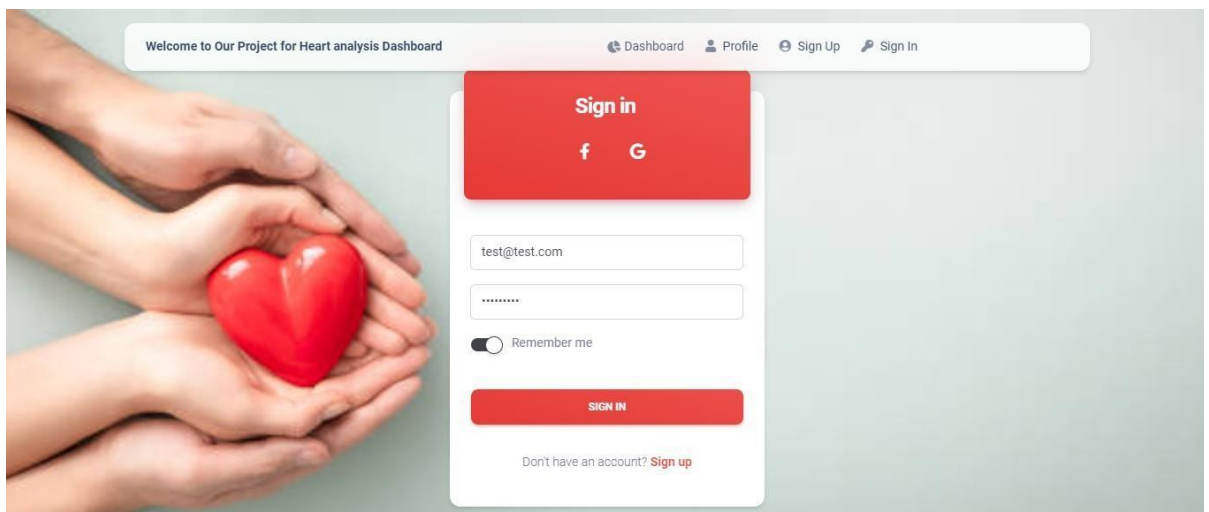 Welcome to Our Project for Heart analysis Dashboard Dashboard Profile Sign Up Sign In
Sign in
f G
test@test.com
•••••••••
Remember me
SIGN IN
Don't have an account? Sign up